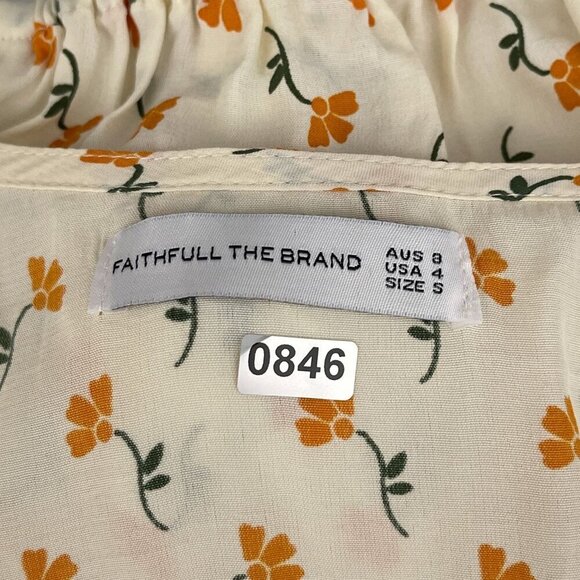 FAITHFULL THE BRAND
AUS 8
USA 4
SIZE S
0846